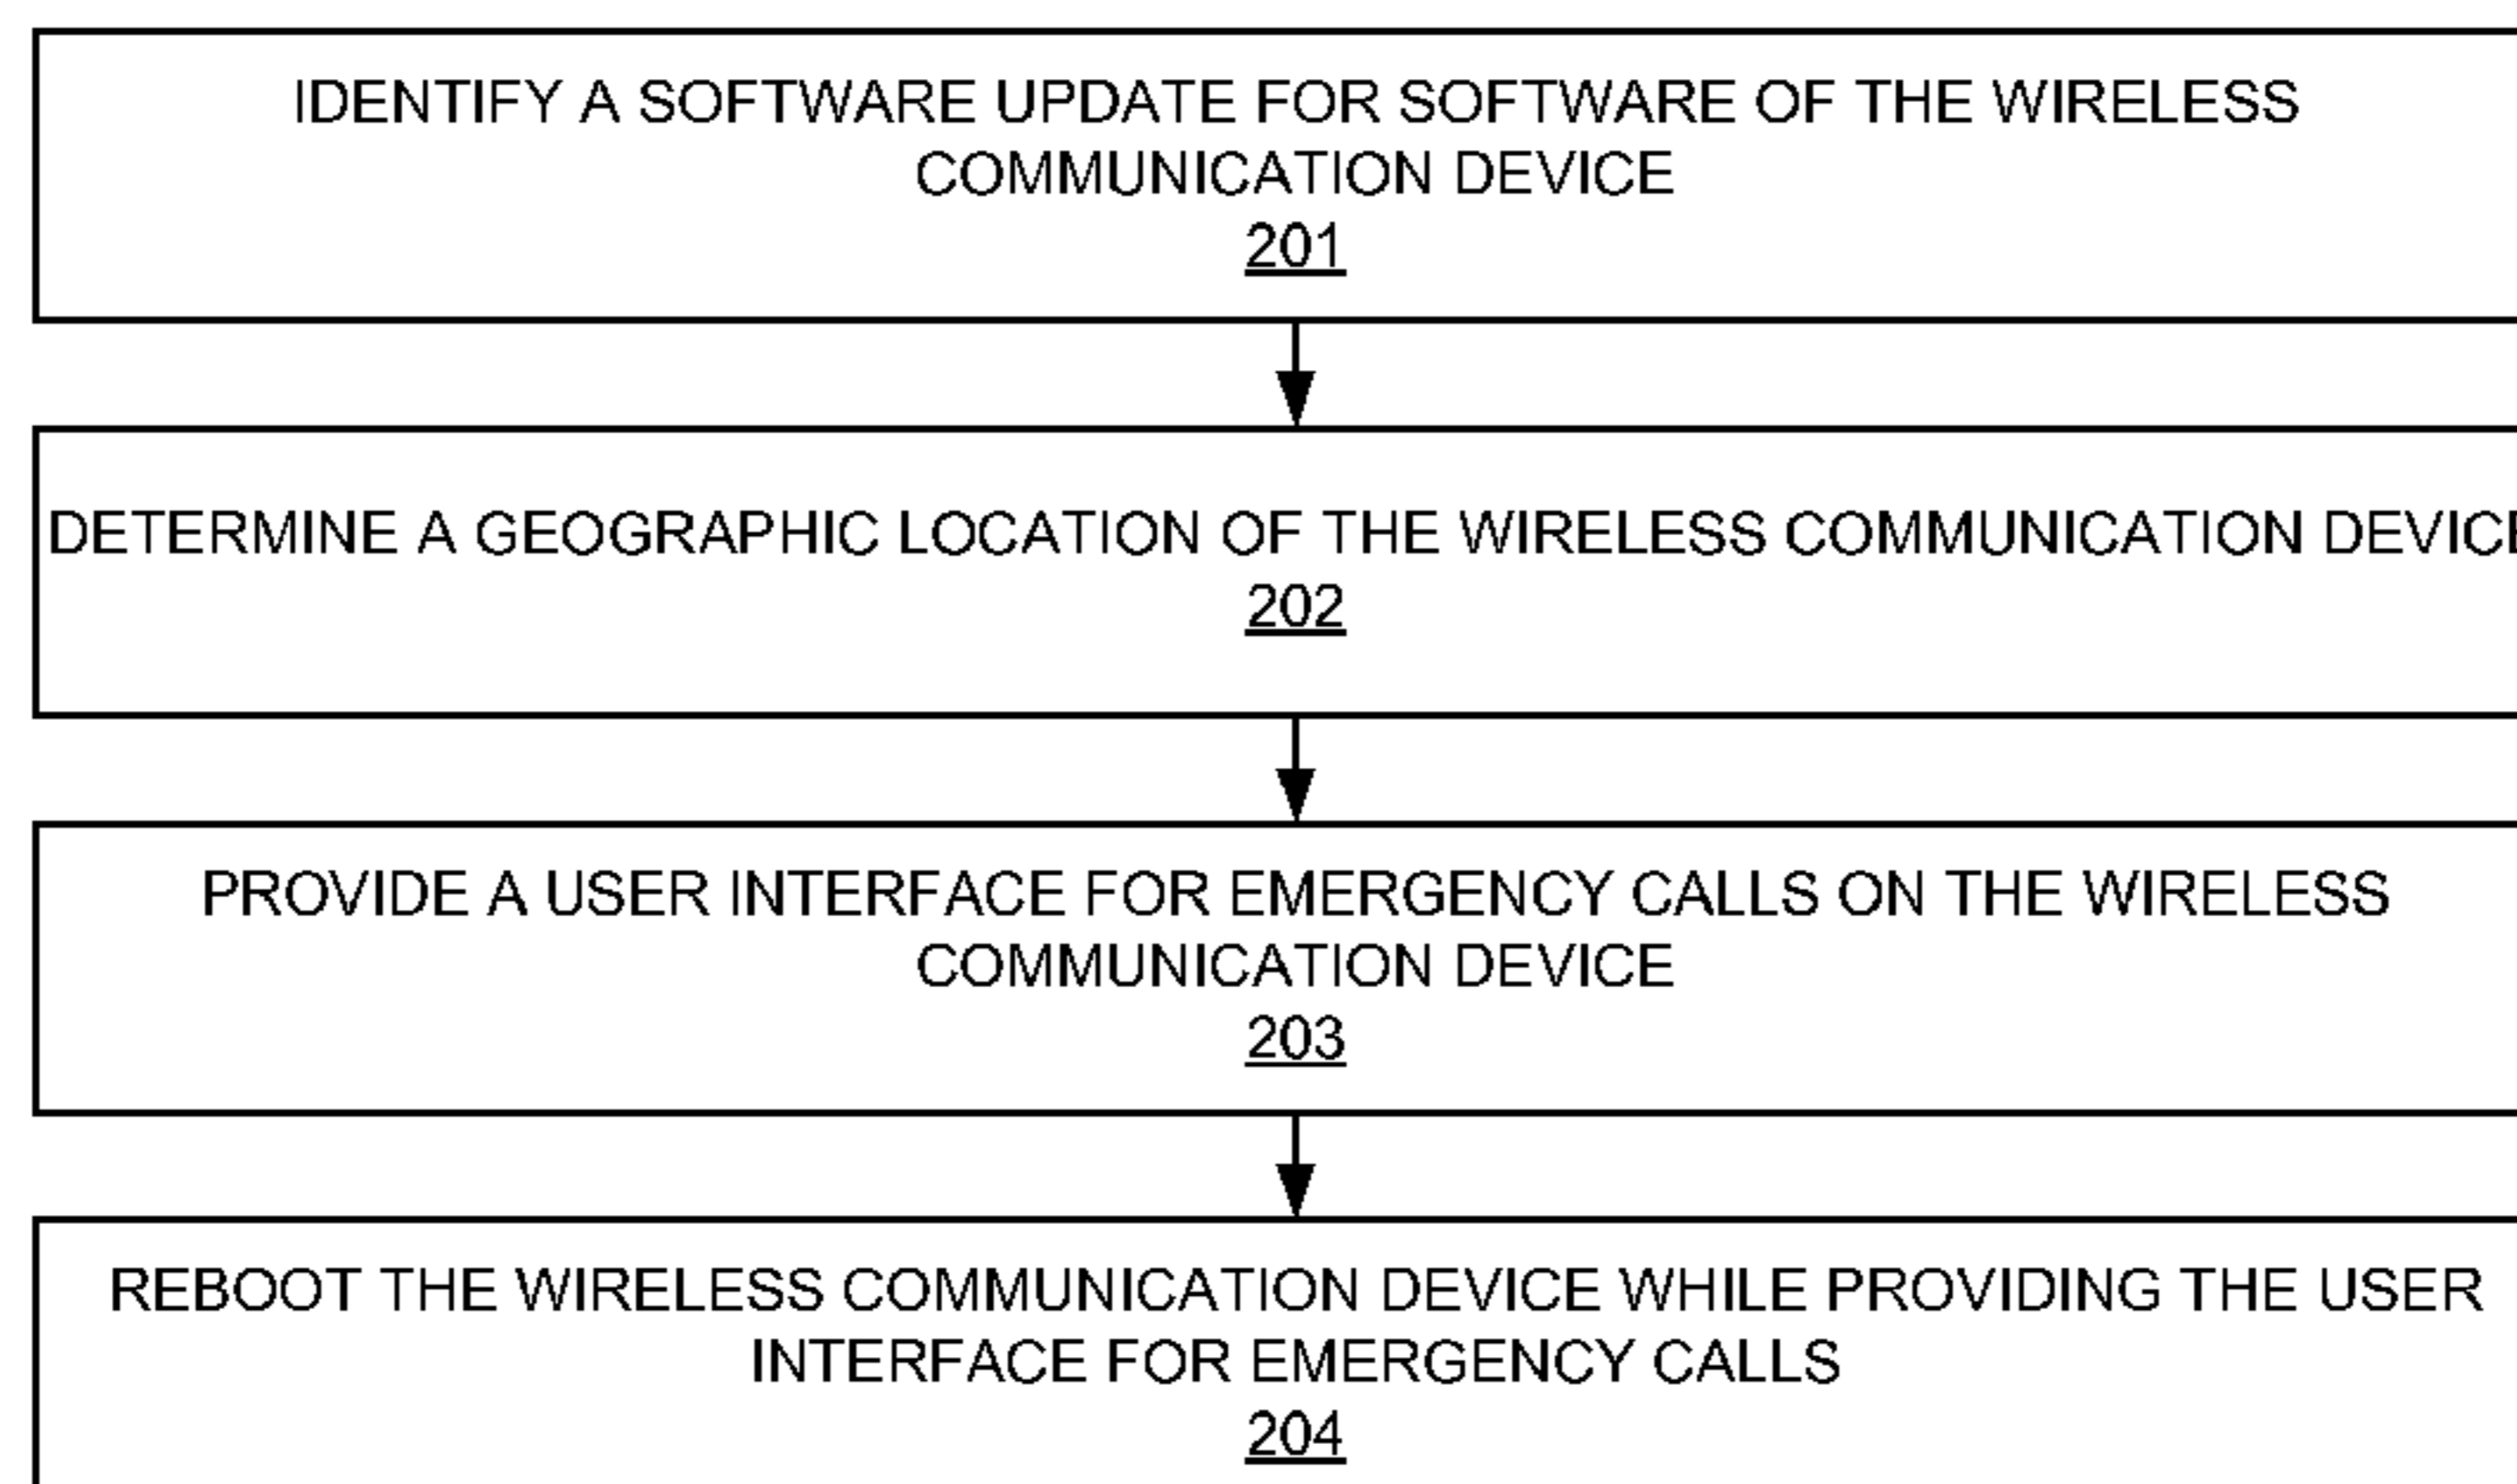 IDENTIFY A SOFTWARE UPDATE FOR SOFTWARE OF THE WIRELESS
COMMUNICATION DEVICE
201
DETERMINE A GEOGRAPHIC LOCATION OF THE WIRELESS COMMUNICATION DEVICE
202
PROVIDE A USER INTERFACE FOR EMERGENCY CALLS ON THE WIRELESS
COMMUNICATION DEVICE
203
REBOOT THE WIRELESS COMMUNICATION DEVICE WHILE PROVIDING THE USER
INTERFACE FOR EMERGENCY CALLS
204